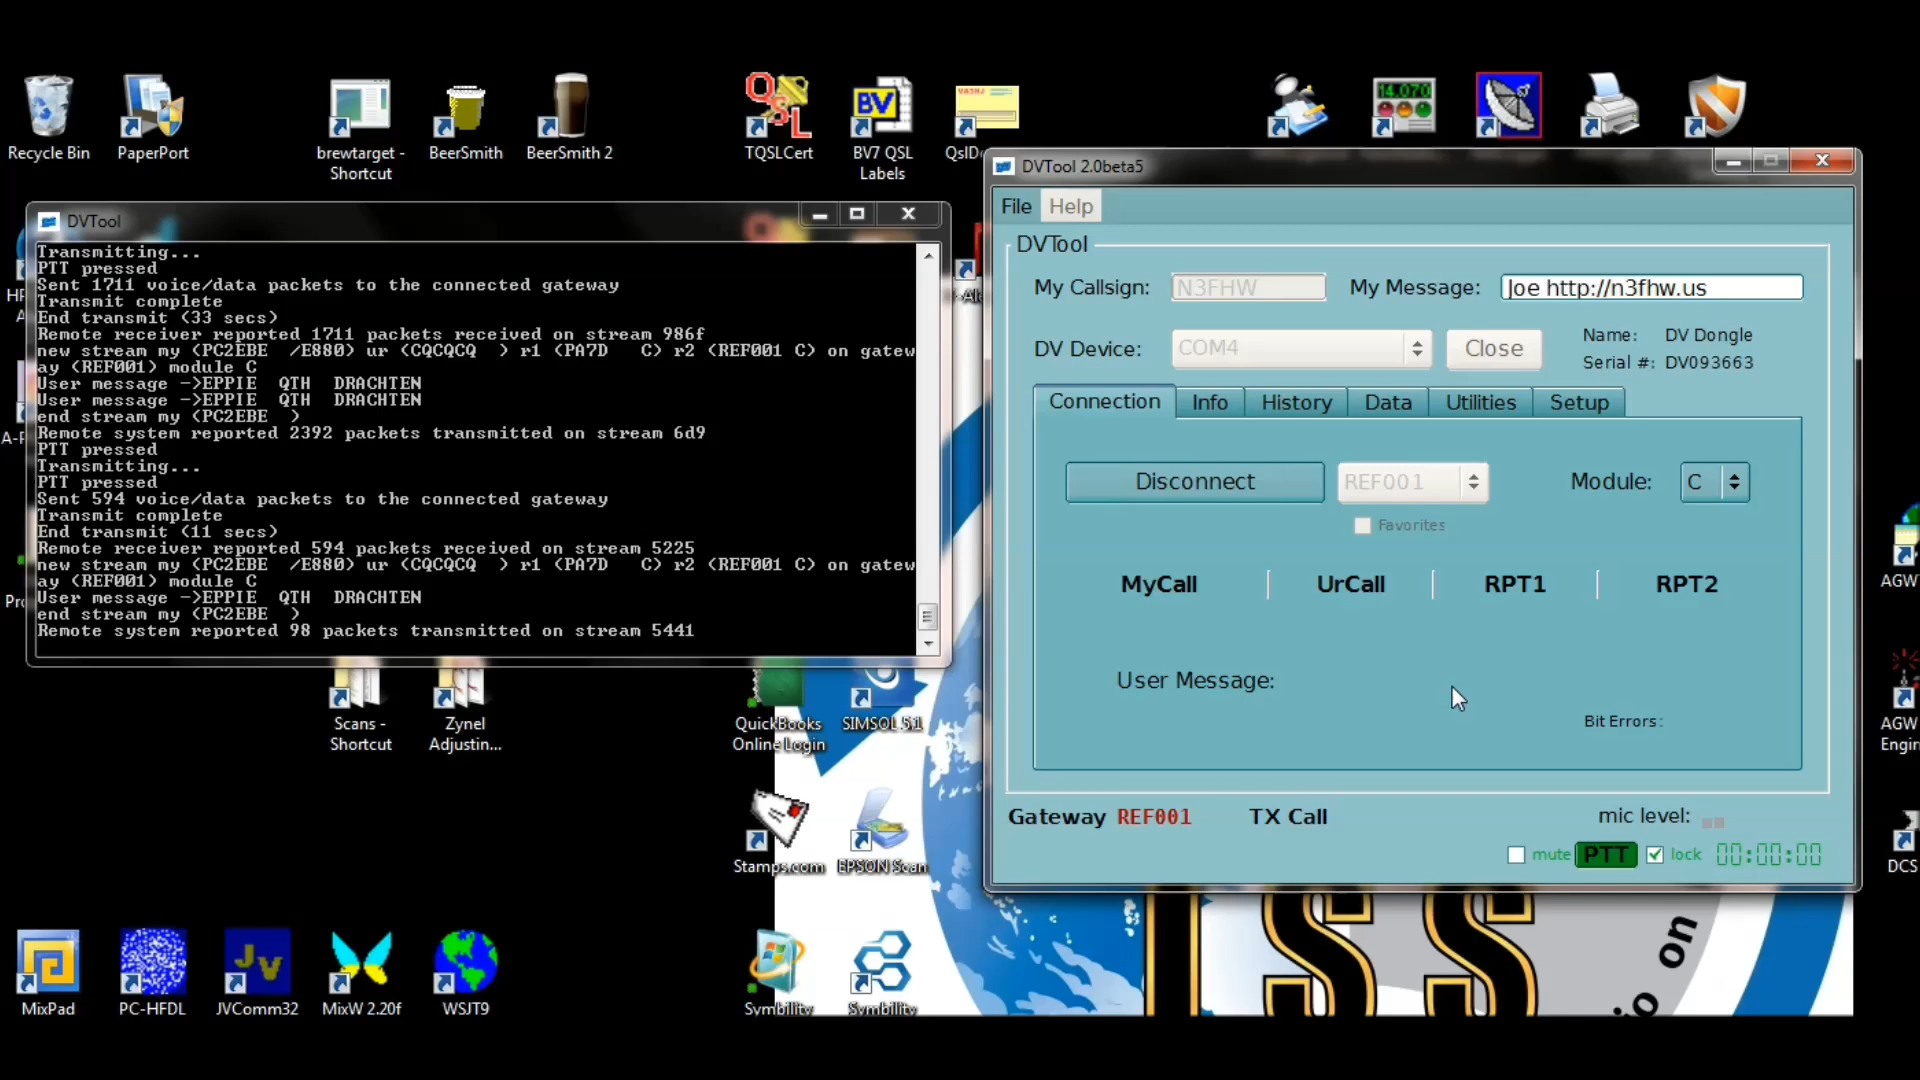 Recycle Bin
PaperPort
brewtarget -
Shortcut
BeerSmith
BeerSmith 2
TQSLCert
BV7 QSL
Labels
DVTool
Transmitting...
PTT pressed
Sent 1711 voice/data packets to the connected gateway
Transmit complete
End transmit (33 secs)
Remote receiver reported 1711 packets received on stream 986f
new stream my (PC2EBE  /E880) ur (CQCQCQ  ) r1 (PA7D   C) r2 (REF001 C) on gatew
ay (REF001) module C
User message ->EPPIE  QTH  DRACHTEN
User message ->EPPIE  QTH  DRACHTEN
end stream my (PC2EBE  )
Remote system reported 2392 packets transmitted on stream 6d9
PTT pressed
Transmitting...
PTT pressed
Sent 594 voice/data packets to the connected gateway
Transmit complete
End transmit (11 secs)
Remote receiver reported 594 packets received on stream 5225
new stream my (PC2EBE  /E880) ur (CQCQCQ  ) r1 (PA7D   C) r2 (REF001 C) on gatew
ay (REF001) module C
User message ->EPPIE  QTH  DRACHTEN
end stream my (PC2EBE  )
Remote system reported 98 packets transmitted on stream 5441
DVTool 2.0beta5
File Help
DVTool
My Callsign: N3FHW My Message: Joe http://n3fhw.us
DV Device: COM4 Close
Name: DV Dongle
Serial #: DV093663
Connection Info History Data Utilities Setup
Disconnect REF001 Module: C
Favorites
MyCall UrCall RPT1 RPT2
User Message:
Bit Errors:
Gateway REF001 TX Call mic level:
mute PTT lock 00:00:00
Scans -
Shortcut
Zynel
Adjustin...
QuickBooks
Online Login
SIMSOL 5.1
Stamps.com
EPSON Scan
AGW
Engin
DCS
MixPad
PC-HFDL
JVComm32
MixW 2.20f
WSJT9
Symbility
Symbility
ISS
io on
14.070
QSL
BV
JV